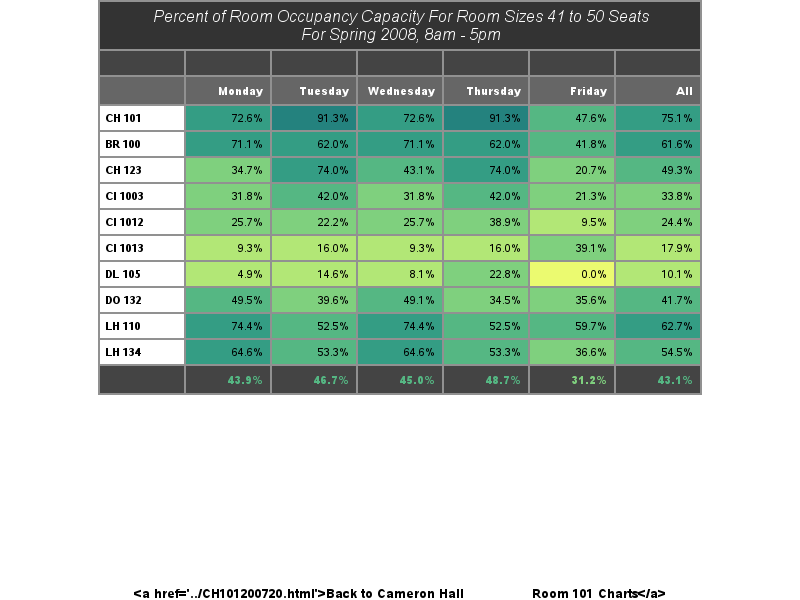 Percent of Room Occupancy Capacity For Room Sizes 41 to 50 Seats
For Spring 2008, 8am - 5pm
Monday Tuesday Wednesday Thursday Friday All
CH 101 72.6% 91.3% 72.6% 91.3% 47.6% 75.1%
BR 100 71.1% 62.0% 71.1% 62.0% 41.8% 61.6%
CH 123 34.7% 74.0% 43.1% 74.0% 20.7% 49.3%
CI 1003 31.8% 42.0% 31.8% 42.0% 21.3% 33.8%
CI 1012 25.7% 22.2% 25.7% 38.9% 9.5% 24.4%
CI 1013 9.3% 16.0% 9.3% 16.0% 39.1% 17.9%
DL 105 4.9% 14.6% 8.1% 22.8% 0.0% 10.1%
DO 132 49.5% 39.6% 49.1% 34.5% 35.6% 41.7%
LH 110 74.4% 52.5% 74.4% 52.5% 59.7% 62.7%
LH 134 64.6% 53.3% 64.6% 53.3% 36.6% 54.5%
43.9% 46.7% 45.0% 48.7% 31.2% 43.1%
<a href='../CH101200720.html'>Back to Cameron Hall Room 101 Charts</a>